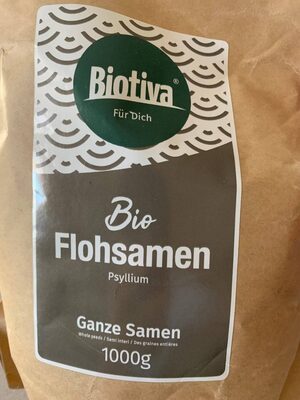 Biotiva®
Für Dich
Bio
Flohsamen
Psyllium
Ganze Samen
whole seeds / Semi interi / Des graines entières
1000g